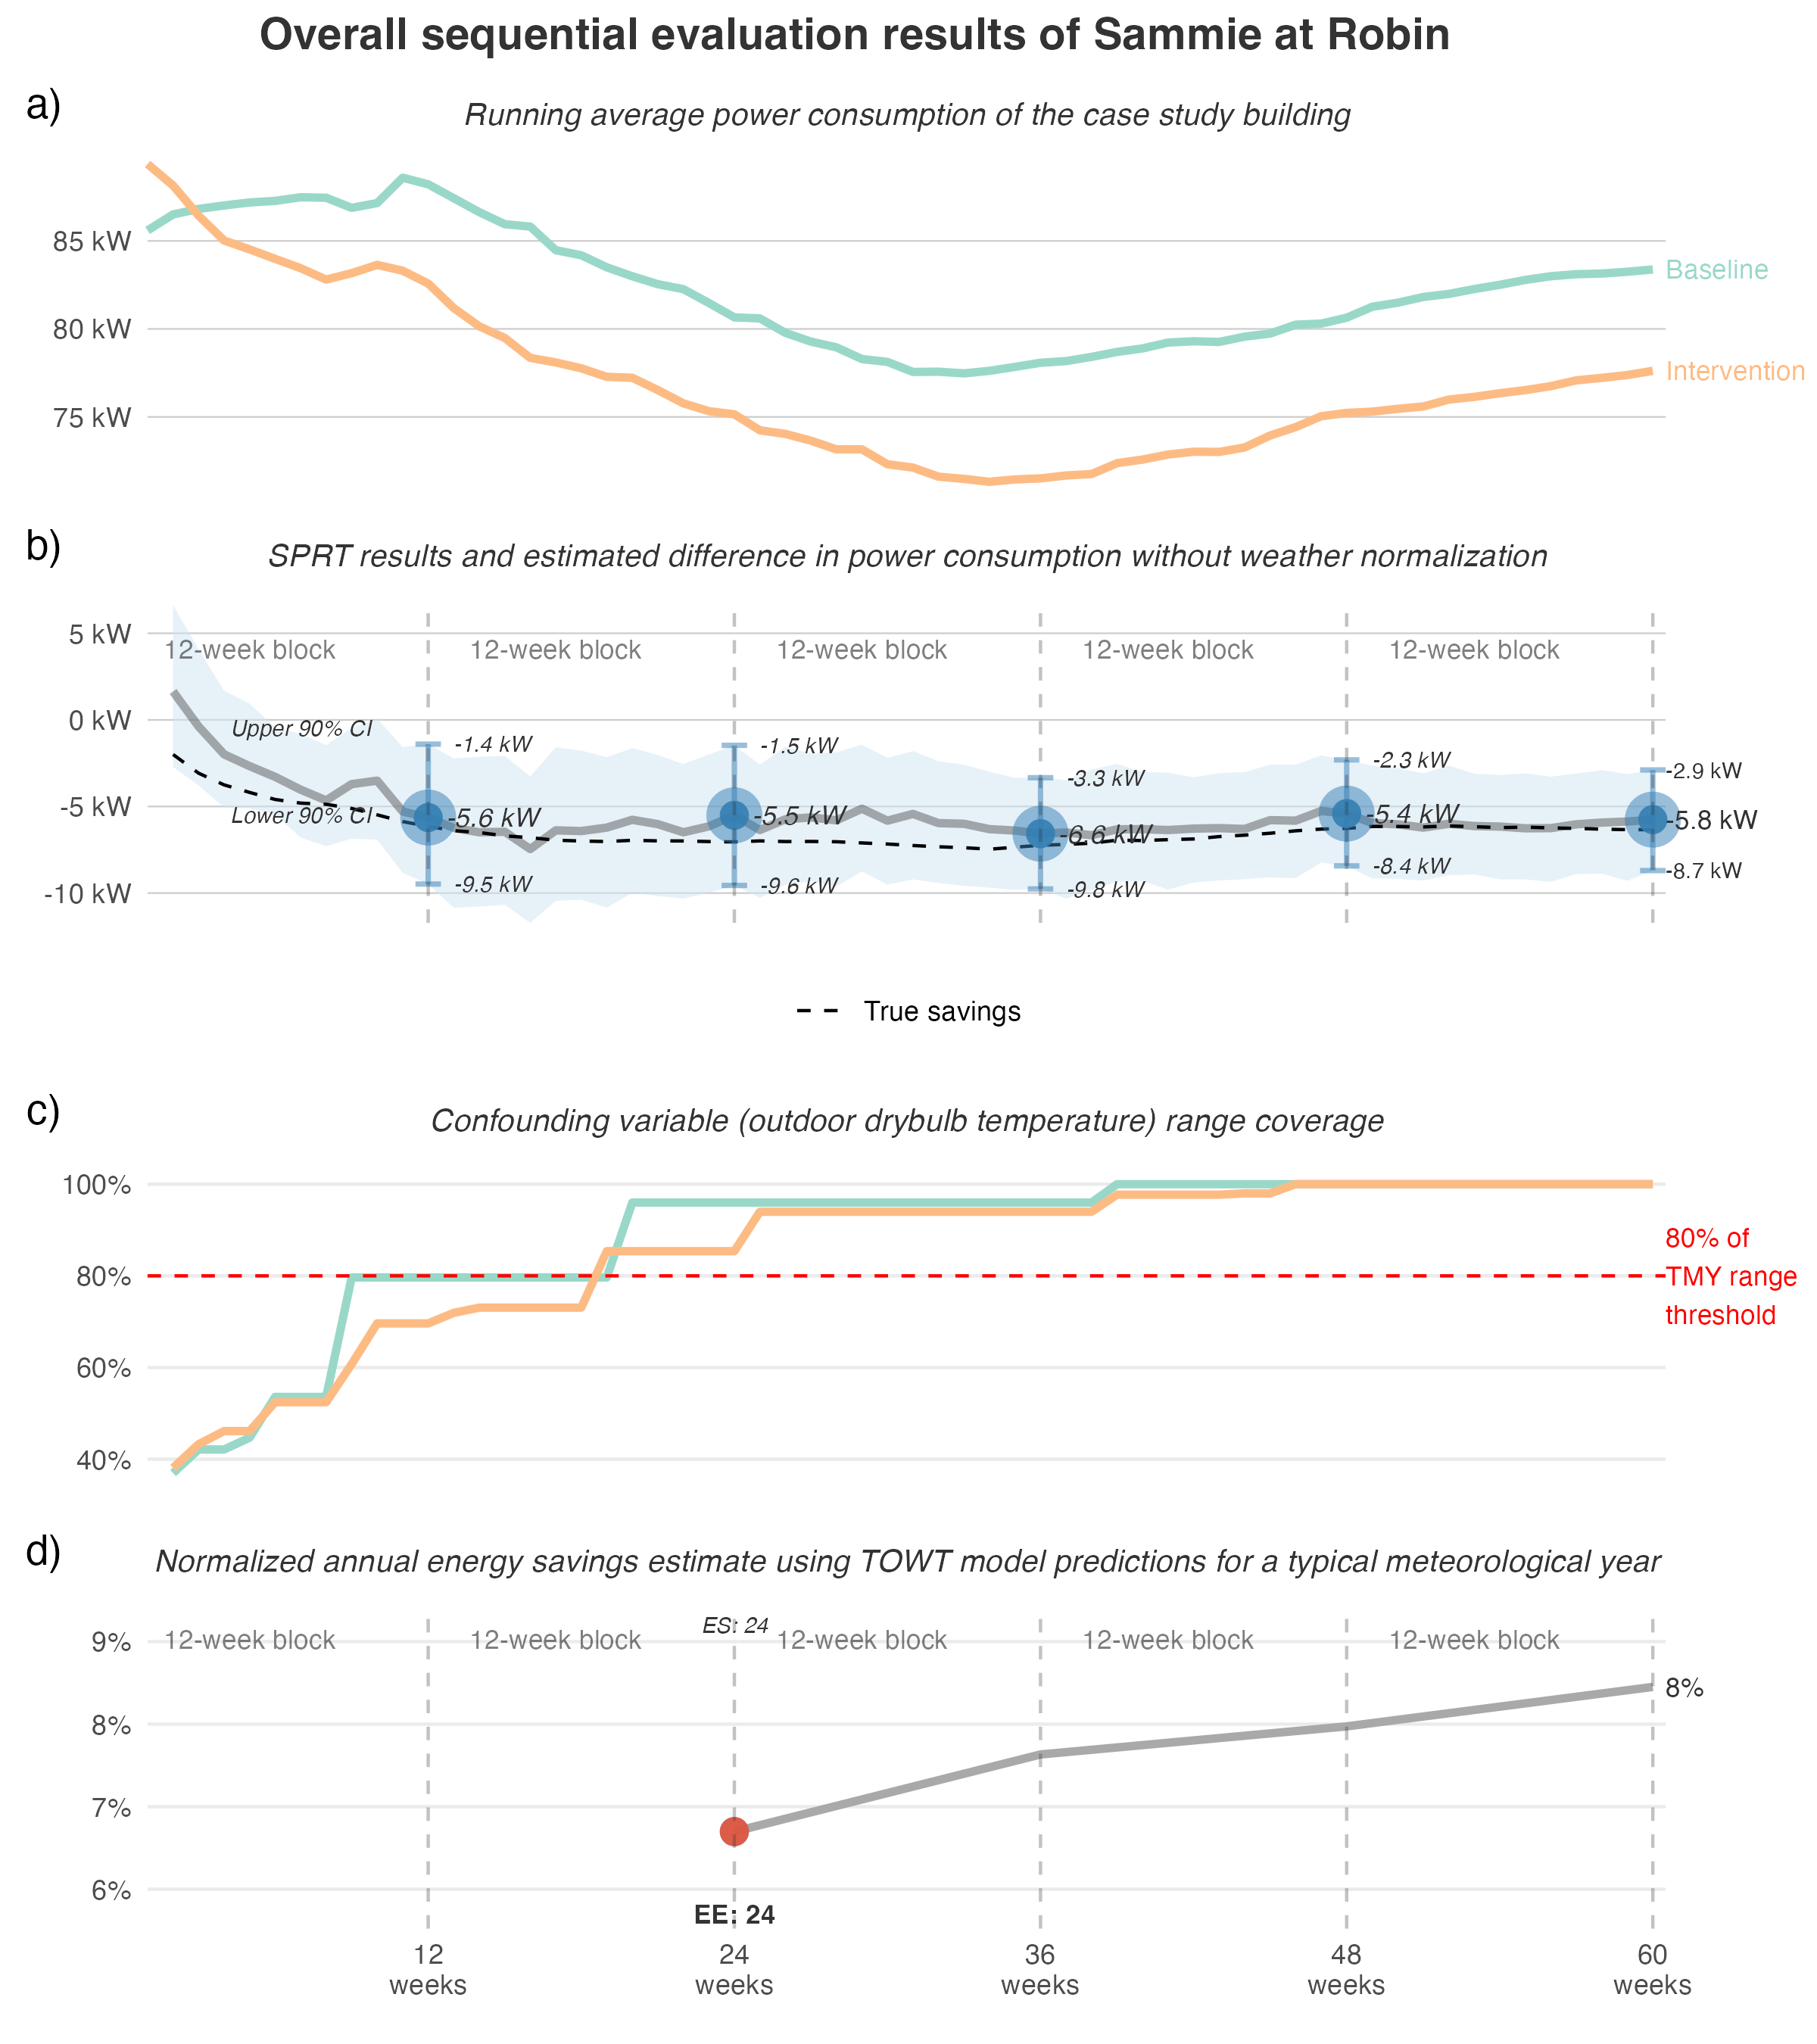 Overall sequential evaluation results of Sammie at Robin
a)
Running average power consumption of the case study building
85 kW
80 kW
75 kW
Baseline
Intervention
b)
SPRT results and estimated difference in power consumption without weather normalization
5 kW
0 kW
-5 kW
-10 kW
12-week block
12-week block
12-week block
12-week block
12-week block
Upper 90% CI
Lower 90% CI
-1.4 kW
-5.6 kW
-9.5 kW
-1.5 kW
-5.5 kW
-9.6 kW
-3.3 kW
-6.6 kW
-9.8 kW
-2.3 kW
-5.4 kW
-8.4 kW
-2.9 kW
-5.8 kW
-8.7 kW
True savings
c)
Confounding variable (outdoor drybulb temperature) range coverage
100%
80%
60%
40%
80% of
TMY range
threshold
d)
Normalized annual energy savings estimate using TOWT model predictions for a typical meteorological year
ES: 24
9%
8%
7%
6%
12-week block
12-week block
12-week block
12-week block
12-week block
8%
EE: 24
12
weeks
24
weeks
36
weeks
48
weeks
60
weeks